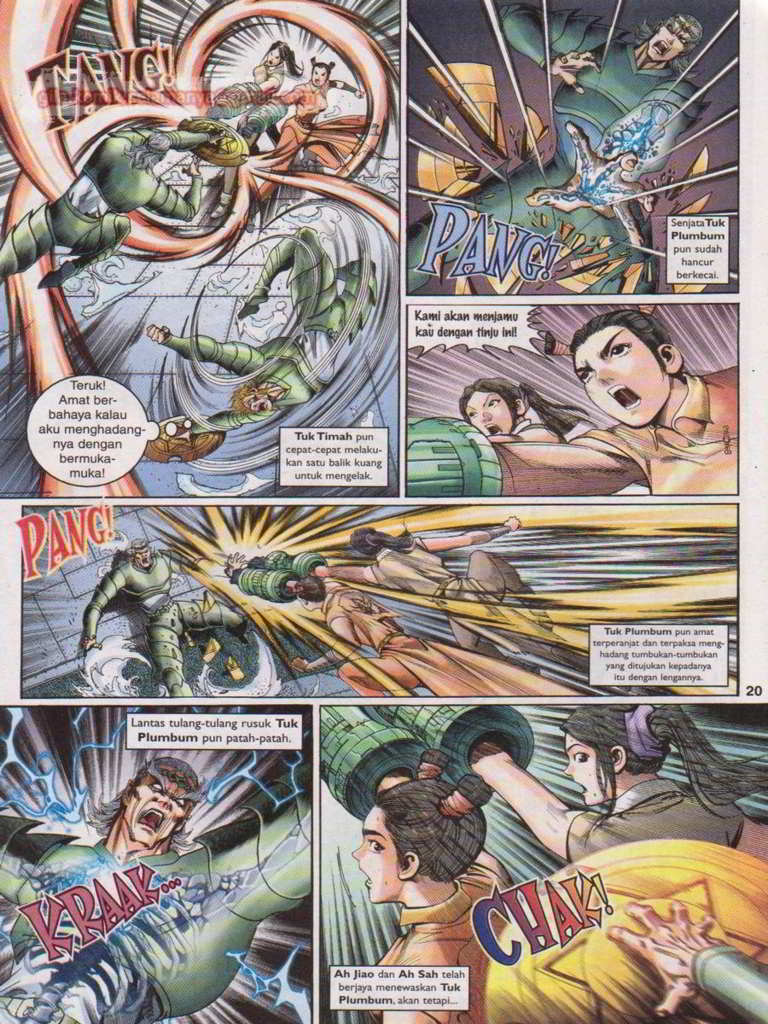 TANG!
Teruk!
Amat ber-
bahaya kalau
aku menghadang-
nya dengan
bermuka-
muka!
Tuk Timah pun
cepat-cepat melaku-
kan satu balik kuang
untuk mengelak.
PANG!
Senjata Tuk
Plumbum
pun sudah
hancur
berkecai.
Kami akan menjamu
kau dengan tinju ini!
PANG!
Tuk Plumbum pun amat
terperanjat dan terpaksa meng-
hadang tumbukan-tumbukan
yang ditujukan kepadanya
itu dengan lengannya.
20
Lantas tulang-tulang rusuk Tuk
Plumbum pun patah-patah.
KRAAK...
CHAK!
Ah Jiao dan Ah Sah telah
berjaya menewaskan Tuk
Plumbum, akan tetapi...